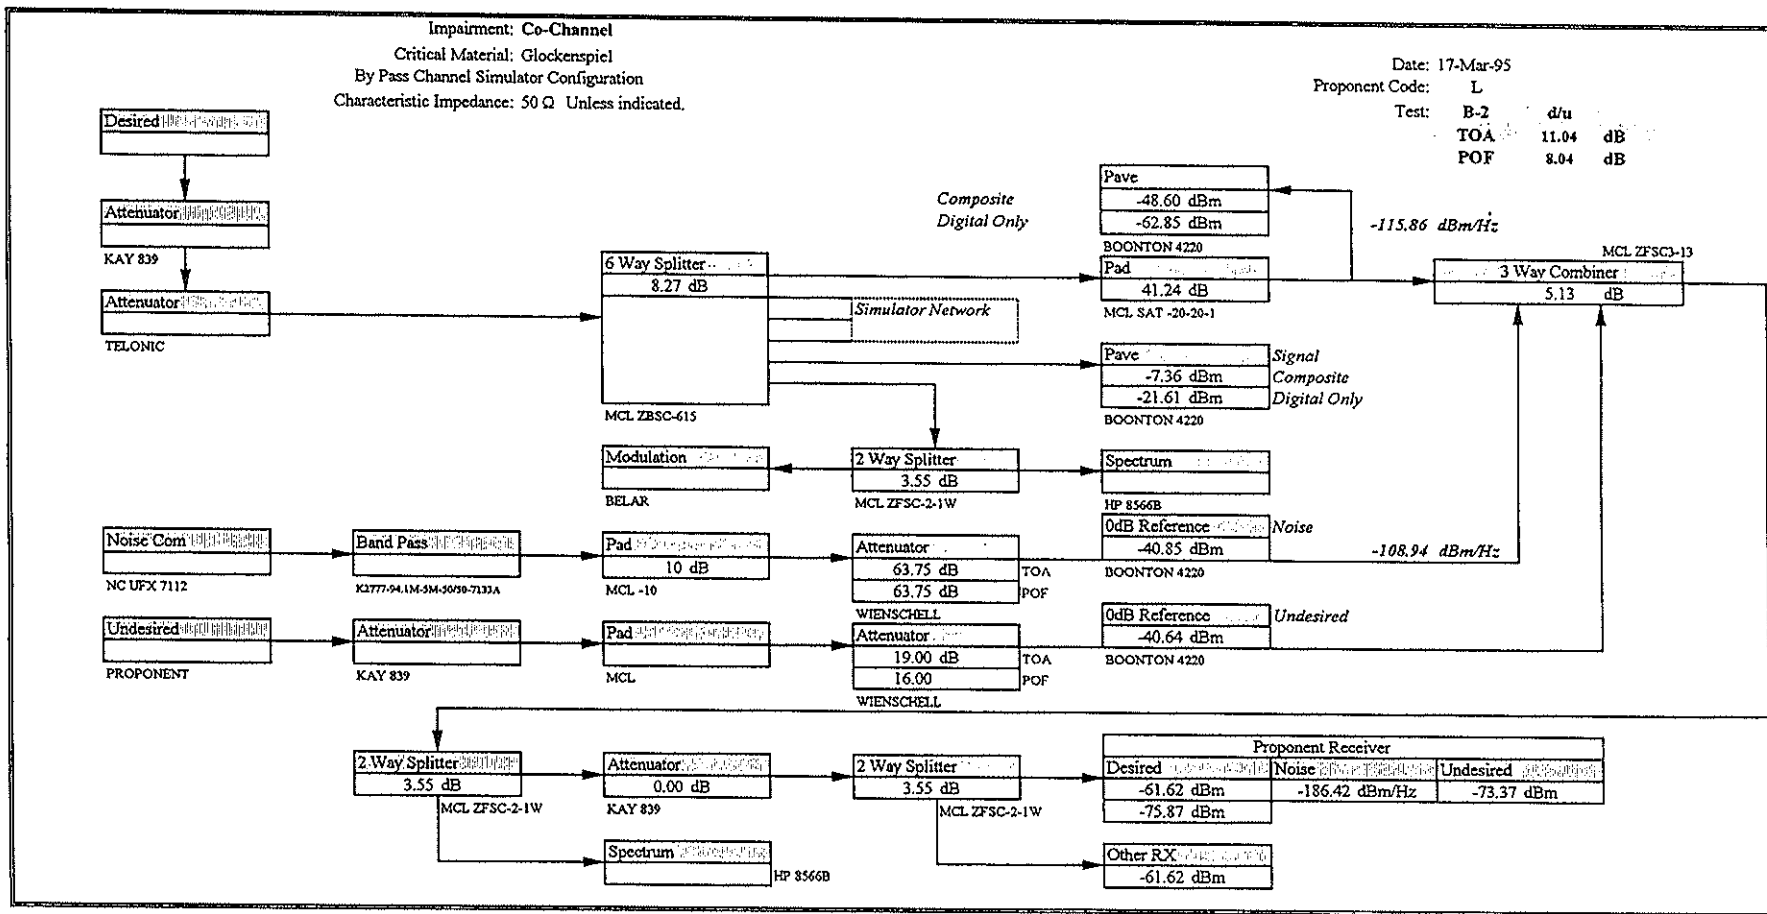 Impairment: Co-Channel
Critical Material: Glockenspiel
By Pass Channel Simulator Configuration
Characteristic Impedance: 50 Ω Unless indicated.
Date: 17-Mar-95
Proponent Code: L
Test: B-2 d/u
TOA 11.04 dB
POF 8.04 dB
Desired
Attenuator
KAY 839
Attenuator
TELONIC
6 Way Splitter
8.27 dB
MCL ZBSC-615
Simulator Network
Composite
Digital Only
Pave
-48.60 dBm
-62.85 dBm
BOONTON 4220
-115.86 dBm/Hz
Pad
41.24 dB
MCL SAT -20-20-1
MCL ZFSC3-13
3 Way Combiner
5.13 dB
Pave
-7.36 dBm
-21.61 dBm
BOONTON 4220
Signal
Composite
Digital Only
Modulation
BELAR
2 Way Splitter
3.55 dB
MCL ZFSC-2-1W
Spectrum
HP 8566B
Noise Com
NC UFX 7112
Band Pass
K2777-94.1M-5M-50/50-7133A
Pad
10 dB
MCL -10
Attenuator
63.75 dB TOA
63.75 dB POF
WIENSCHELL
0dB Reference
-40.85 dBm
BOONTON 4220
Noise
-108.94 dBm/Hz
Undesired
PROPONENT
Attenuator
KAY 839
Pad
MCL
Attenuator
19.00 dB TOA
16.00 POF
WIENSCHELL
0dB Reference
-40.64 dBm
BOONTON 4220
Undesired
2 Way Splitter
3.55 dB
MCL ZFSC-2-1W
Attenuator
0.00 dB
KAY 839
2 Way Splitter
3.55 dB
MCL ZFSC-2-1W
Proponent Receiver
Desired Noise Undesired
-61.62 dBm -186.42 dBm/Hz -73.37 dBm
-75.87 dBm
Spectrum
HP 8566B
Other RX
-61.62 dBm